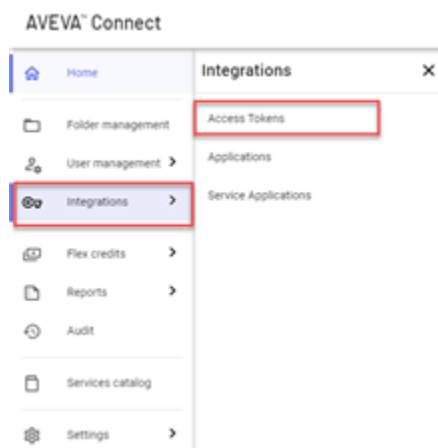 AVEVA™ Connect
Home
Folder management
User management
Integrations
Flex credits
Reports
Audit
Services catalog
Settings
Integrations
Access Tokens
Applications
Service Applications